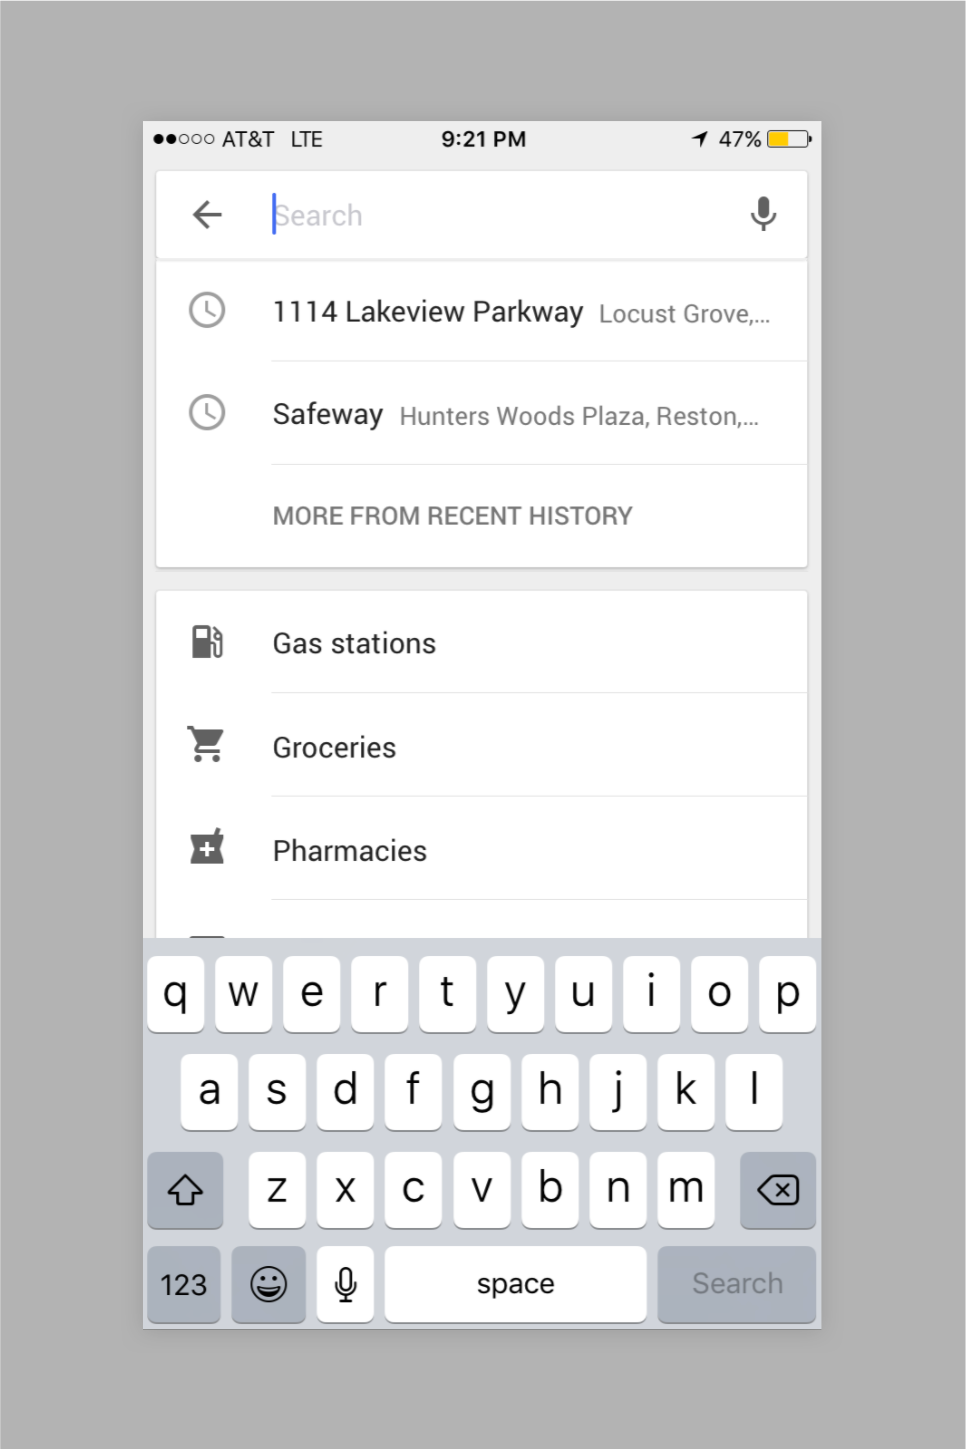 AT&T LTE 9:21 PM 47%
Search
1114 Lakeview Parkway Locust Grove,...
Safeway Hunters Woods Plaza, Reston,...
MORE FROM RECENT HISTORY
Gas stations
Groceries
Pharmacies
q w e r t y u i o p
a s d f g h j k l
z x c v b n m
123 space Search